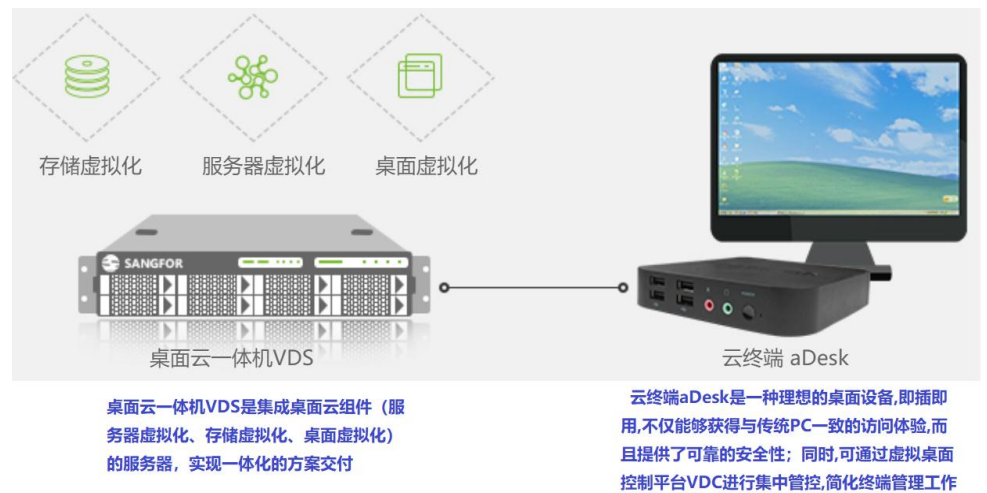 存储虚拟化
服务器虚拟化
桌面虚拟化
SANGFOR
桌面云一体机VDS
云终端 aDesk
桌面云一体机VDS是集成桌面云组件（服
务器虚拟化、存储虚拟化、桌面虚拟化）
的服务器，实现一体化的方案交付
云终端aDesk是一种理想的桌面设备,即插即
用,不仅能够获得与传统PC一致的访问体验,而
且提供了可靠的安全性；同时,可通过虚拟桌面
控制平台VDC进行集中管控,简化终端管理工作